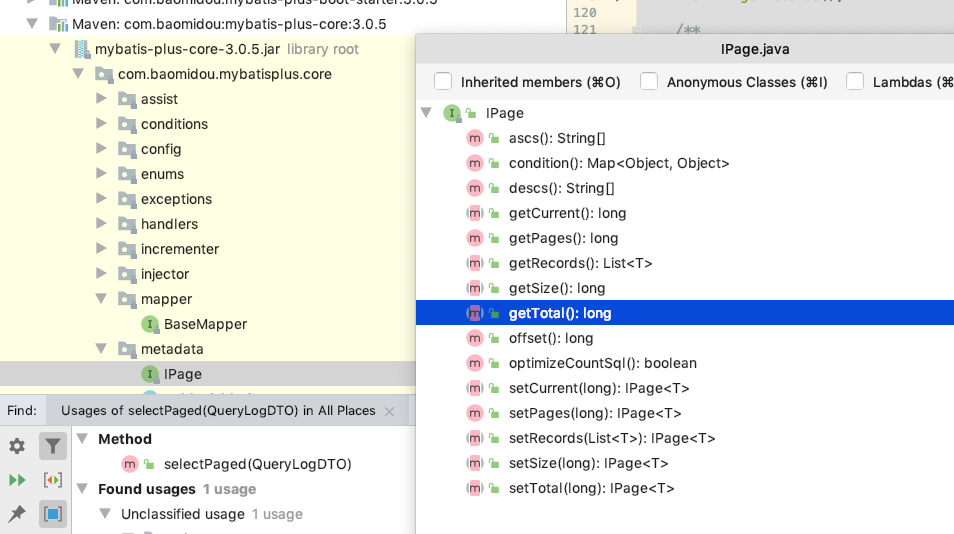 Maven: com.baomidou:mybatis-plus-boot-starter:3.0.5
Maven: com.baomidou:mybatis-plus-core:3.0.5
mybatis-plus-core-3.0.5.jar library root
com.baomidou.mybatisplus.core
assist
conditions
config
enums
exceptions
handlers
incrementer
injector
mapper
BaseMapper
metadata
IPage
120
121 /**
IPage.java
Inherited members (⌘O)
Anonymous Classes (⌘I)
Lambdas (⌘
IPage
ascs(): String[]
condition(): Map<Object, Object>
descs(): String[]
getCurrent(): long
getPages(): long
getRecords(): List<T>
getSize(): long
getTotal(): long
offset(): long
optimizeCountSql(): boolean
setCurrent(long): IPage<T>
setPages(long): IPage<T>
setRecords(List<T>): IPage<T>
setSize(long): IPage<T>
setTotal(long): IPage<T>
Find: Usages of selectPaged(QueryLogDTO) in All Places
Method
selectPaged(QueryLogDTO)
Found usages 1 usage
Unclassified usage 1 usage